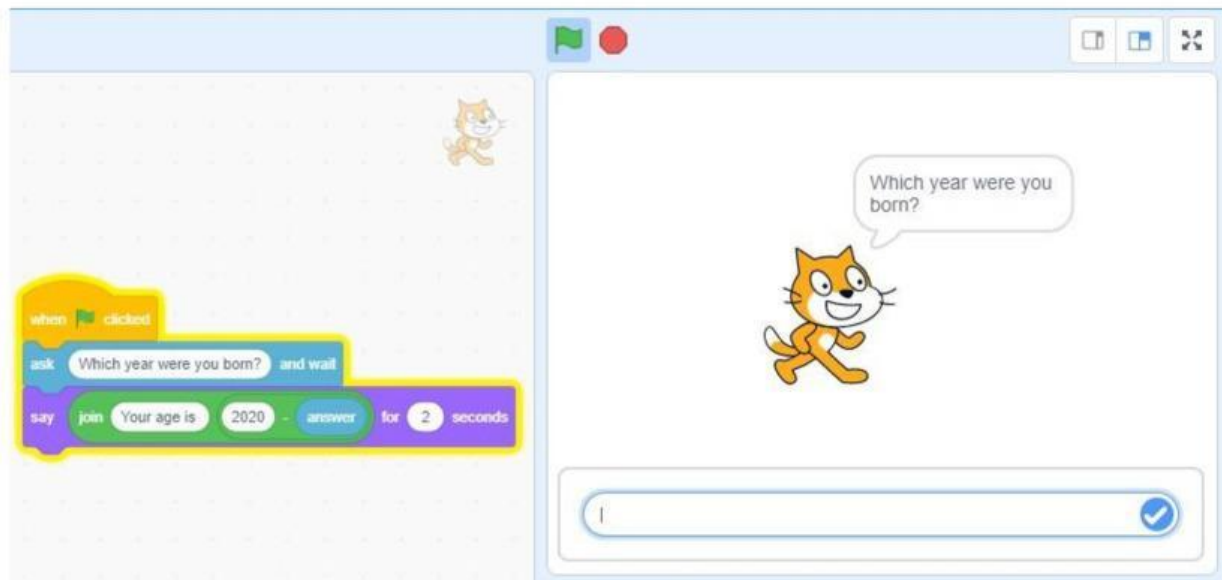 when clicked
ask Which year were you born? and wait
say join Your age is 2020 - answer for 2 seconds
Which year were you
born?